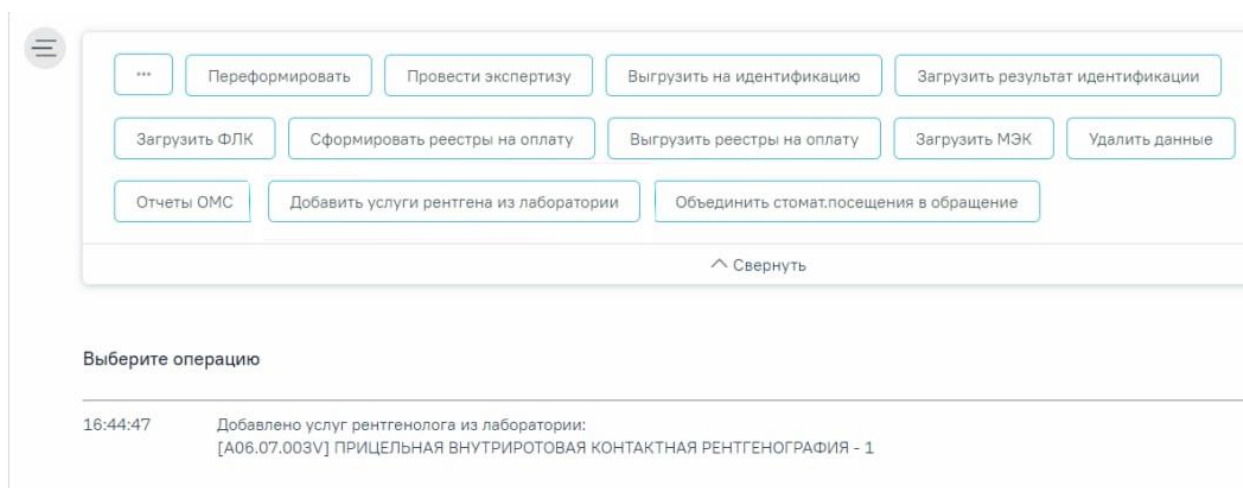 ***
Переформировать
Провести экспертизу
Выгрузить на идентификацию
Загрузить результат идентификации
Загрузить ФЛК
Сформировать реестры на оплату
Выгрузить реестры на оплату
Загрузить МЭК
Удалить данные
Отчеты ОМС
Добавить услуги рентгена из лаборатории
Объединить стомат.посещения в обращение
Свернуть
Выберите операцию
16:44:47 Добавлено услуг рентгенолога из лаборатории:
[A06.07.003V] ПРИЦЕЛЬНАЯ ВНУТРИРОТОВАЯ КОНТАКТНАЯ РЕНТГЕНОГРАФИЯ - 1